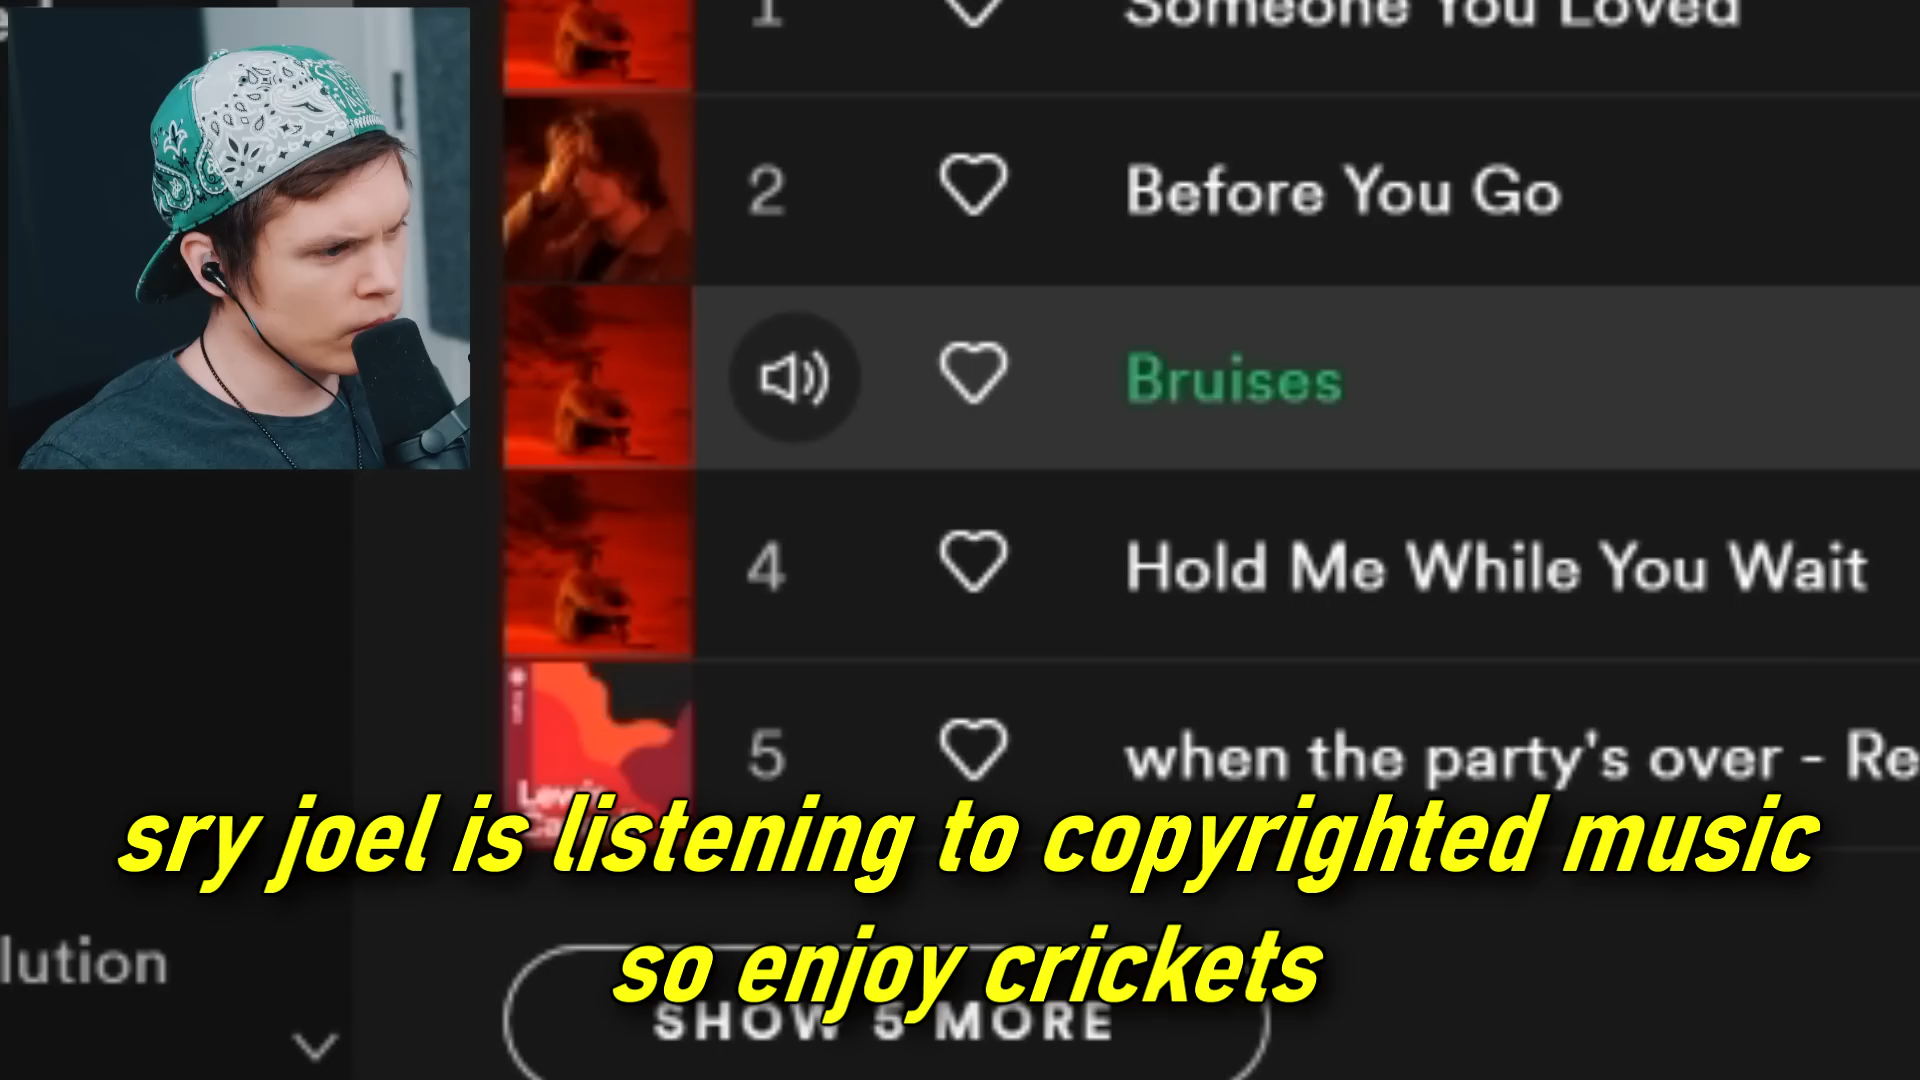 1 Someone You Loved
2 Before You Go
Bruises
4 Hold Me While You Wait
5 when the party's over - Re
sry joel is listening to copyrighted music
so enjoy crickets
lution
SHOW 5 MORE